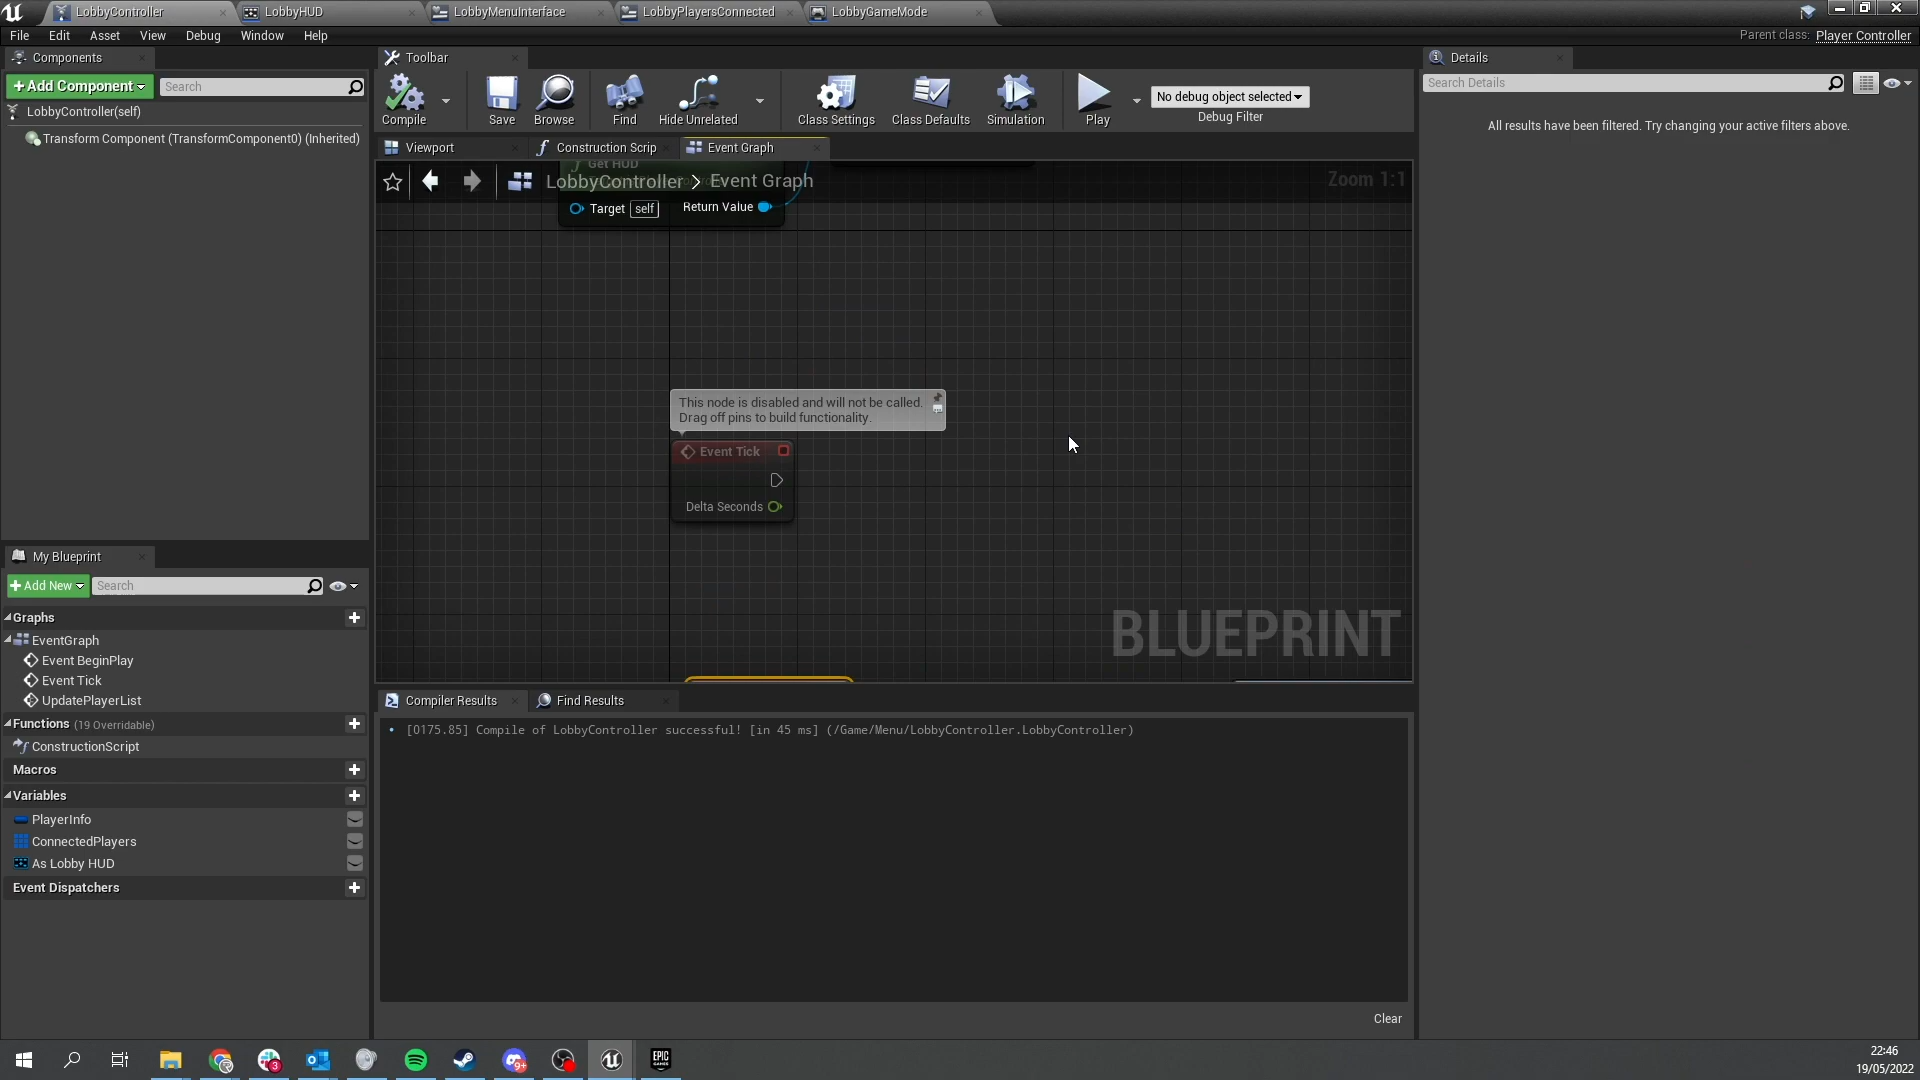 LobbyController
LobbyHUD
LobbyMenuInterface
LobbyPlayersConnected
LobbyGameMode
File Edit Asset View Debug Window Help
Parent class: Player Controller
Components
Toolbar
Details
+ Add Component
Search
LobbyController(self)
Transform Component (TransformComponent0) (Inherited)
Compile
Save
Browse
Find
Hide Unrelated
Class Settings
Class Defaults
Simulation
Play
No debug object selected
Debug Filter
Search Details
All results have been filtered. Try changing your active filters above.
Viewport
Construction Scrip
Event Graph
Get HUD
LobbyController > Event Graph
Zoom 1:1
Target self
Return Value
This node is disabled and will not be called.
Drag off pins to build functionality.
Event Tick
Delta Seconds
BLUEPRINT
My Blueprint
+ Add New
Search
Graphs
EventGraph
Event BeginPlay
Event Tick
UpdatePlayerList
Functions (19 Overridable)
ConstructionScript
Macros
Variables
PlayerInfo
ConnectedPlayers
As Lobby HUD
Event Dispatchers
Compiler Results
Find Results
[0175.85] Compile of LobbyController successful! [in 45 ms] (/Game/Menu/LobbyController.LobbyController)
Clear
3
9+
EPIC
GAMES
22:46
19/05/2022